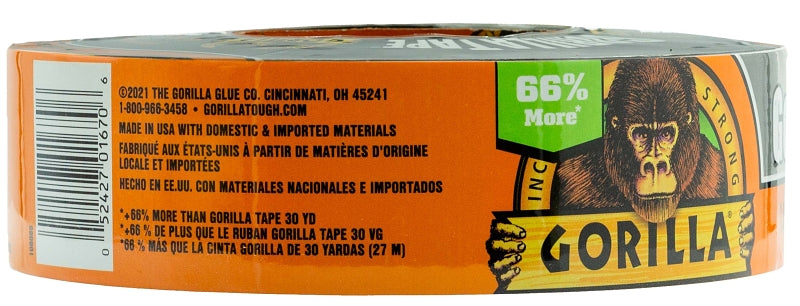 GORILLA TAPE
©2021 THE GORILLA GLUE CO. CINCINNATI, OH 45241
1-800-966-3458 • GORILLATOUGH.COM
MADE IN USA WITH DOMESTIC & IMPORTED MATERIALS
FABRIQUÉ AUX ÉTATS-UNIS À PARTIR DE MATIÈRES D'ORIGINE
LOCALE ET IMPORTÉES
HECHO EN EE.UU. CON MATERIALES NACIONALES E IMPORTADOS
*+66% MORE THAN GORILLA TAPE 30 YD
*+66 % DE PLUS QUE LE RUBAN GORILLA TAPE 30 VG
*66 % MÁS QUE LA CINTA GORILLA DE 30 YARDAS (27 M)
0 52427 01670 6
66%
More*
INC
STRONG
GORILLA®